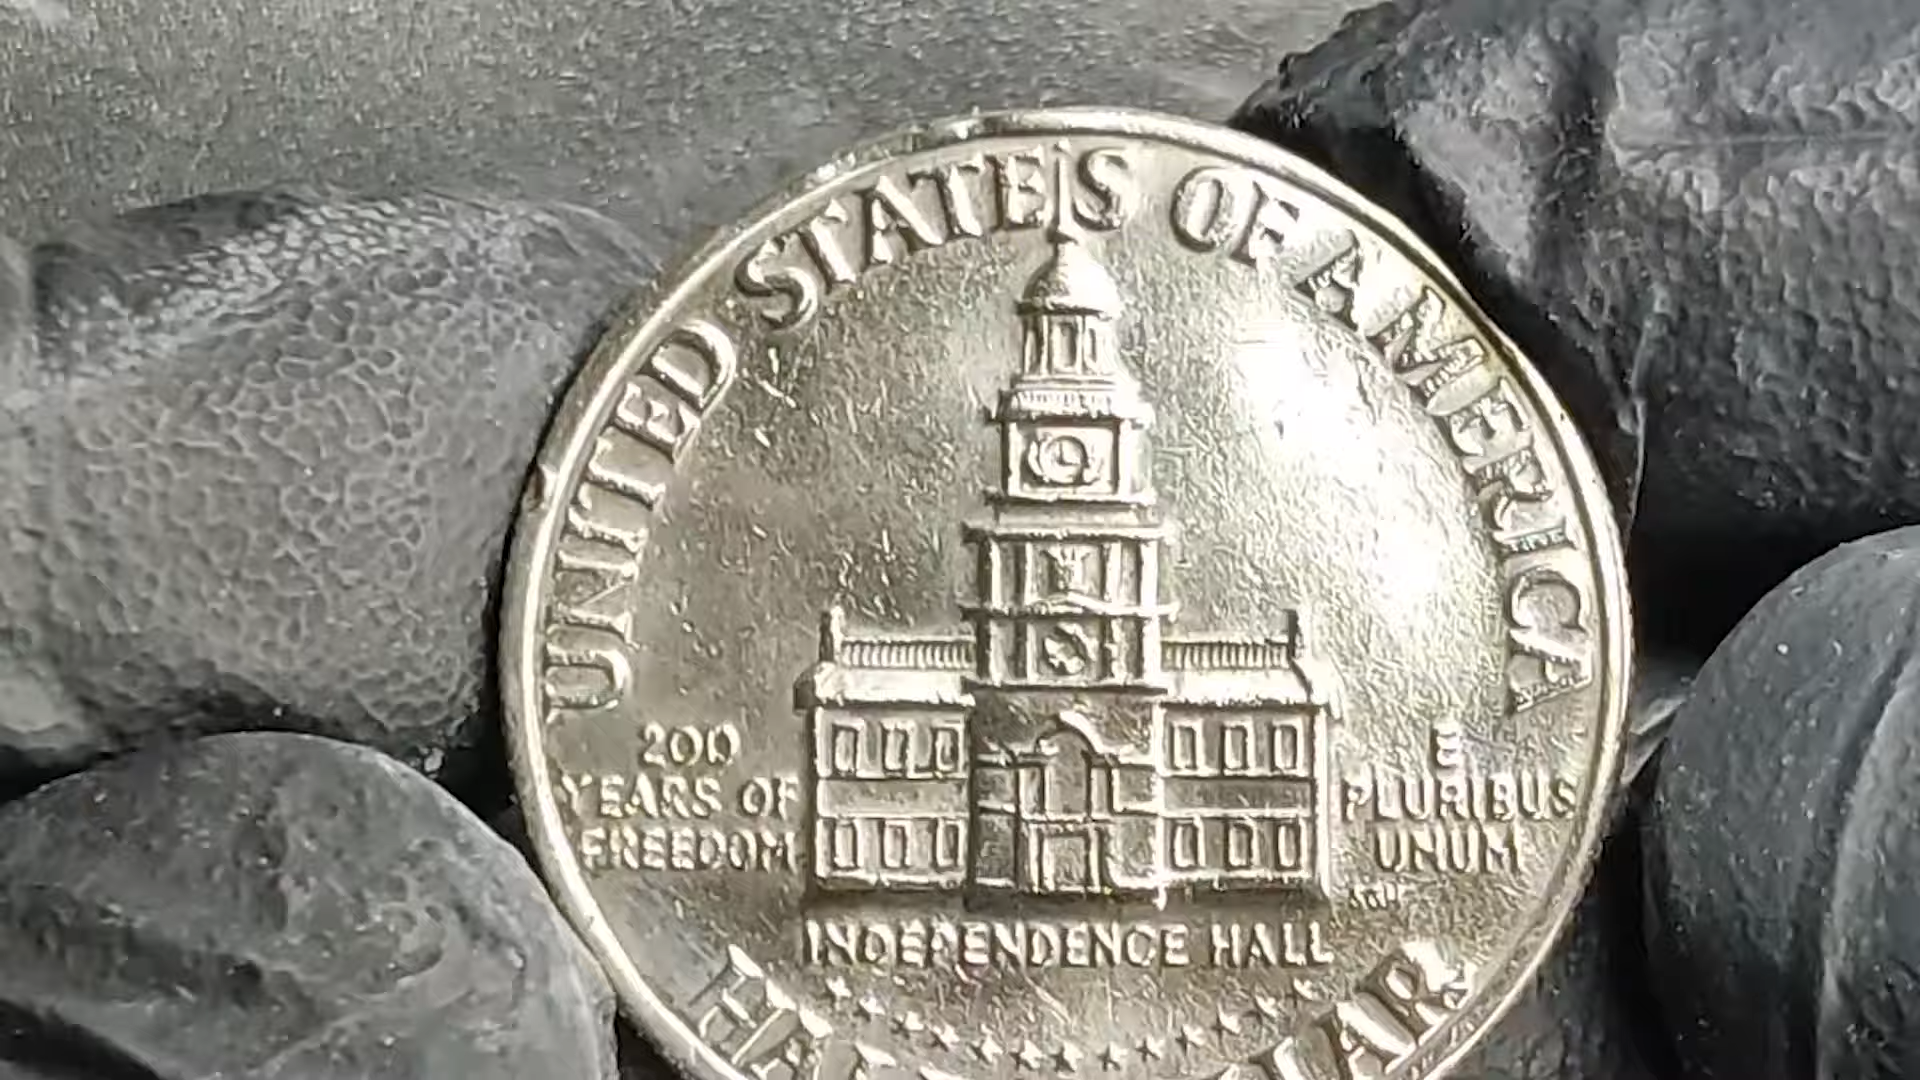 UNITED STATES OF AMERICA
200
YEARS OF
FREEDOM
E
PLURIBUS
UNUM
INDEPENDENCE HALL